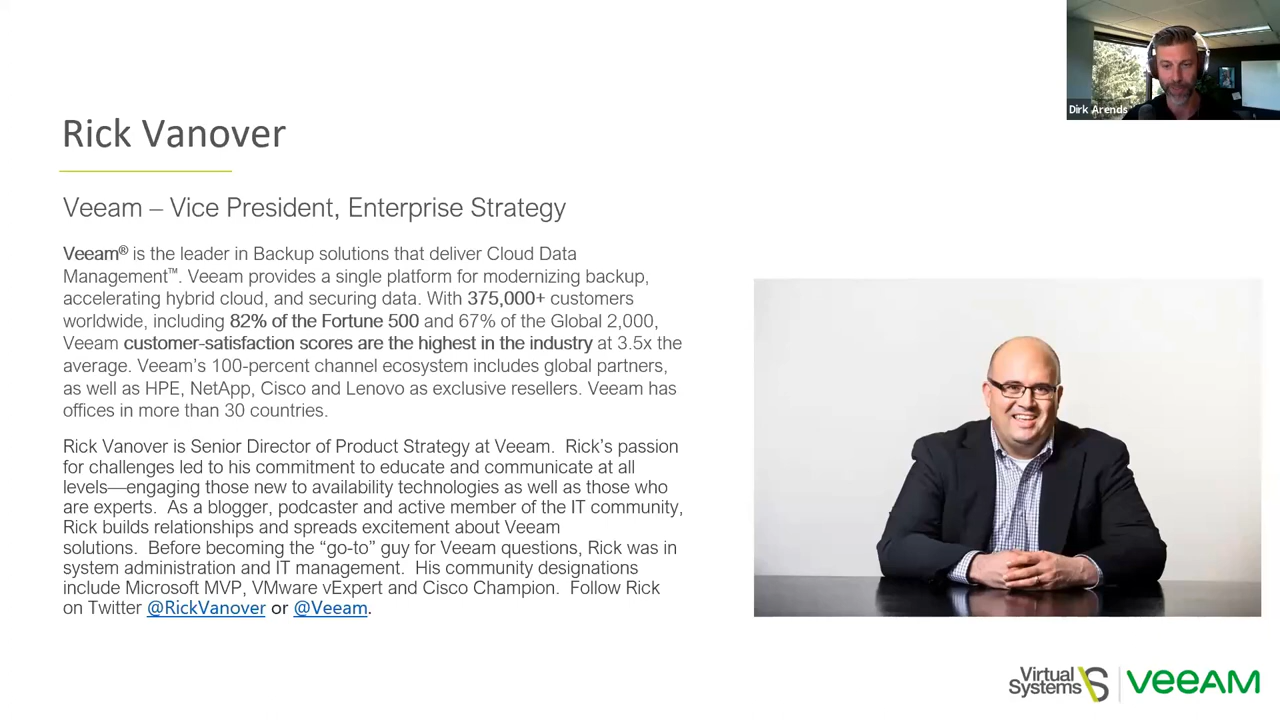 Dirk Arends
Rick Vanover
Veeam – Vice President, Enterprise Strategy
Veeam® is the leader in Backup solutions that deliver Cloud Data
Management™. Veeam provides a single platform for modernizing backup,
accelerating hybrid cloud, and securing data. With 375,000+ customers
worldwide, including 82% of the Fortune 500 and 67% of the Global 2,000,
Veeam customer-satisfaction scores are the highest in the industry at 3.5x the
average. Veeam's 100-percent channel ecosystem includes global partners,
as well as HPE, NetApp, Cisco and Lenovo as exclusive resellers. Veeam has
offices in more than 30 countries.
Rick Vanover is Senior Director of Product Strategy at Veeam.  Rick's passion
for challenges led to his commitment to educate and communicate at all
levels—engaging those new to availability technologies as well as those who
are experts.  As a blogger, podcaster and active member of the IT community,
Rick builds relationships and spreads excitement about Veeam
solutions.  Before becoming the “go-to” guy for Veeam questions, Rick was in
system administration and IT management.  His community designations
include Microsoft MVP, VMware vExpert and Cisco Champion.  Follow Rick
on Twitter @RickVanover or @Veeam.
Virtual
Systems
VEEAM